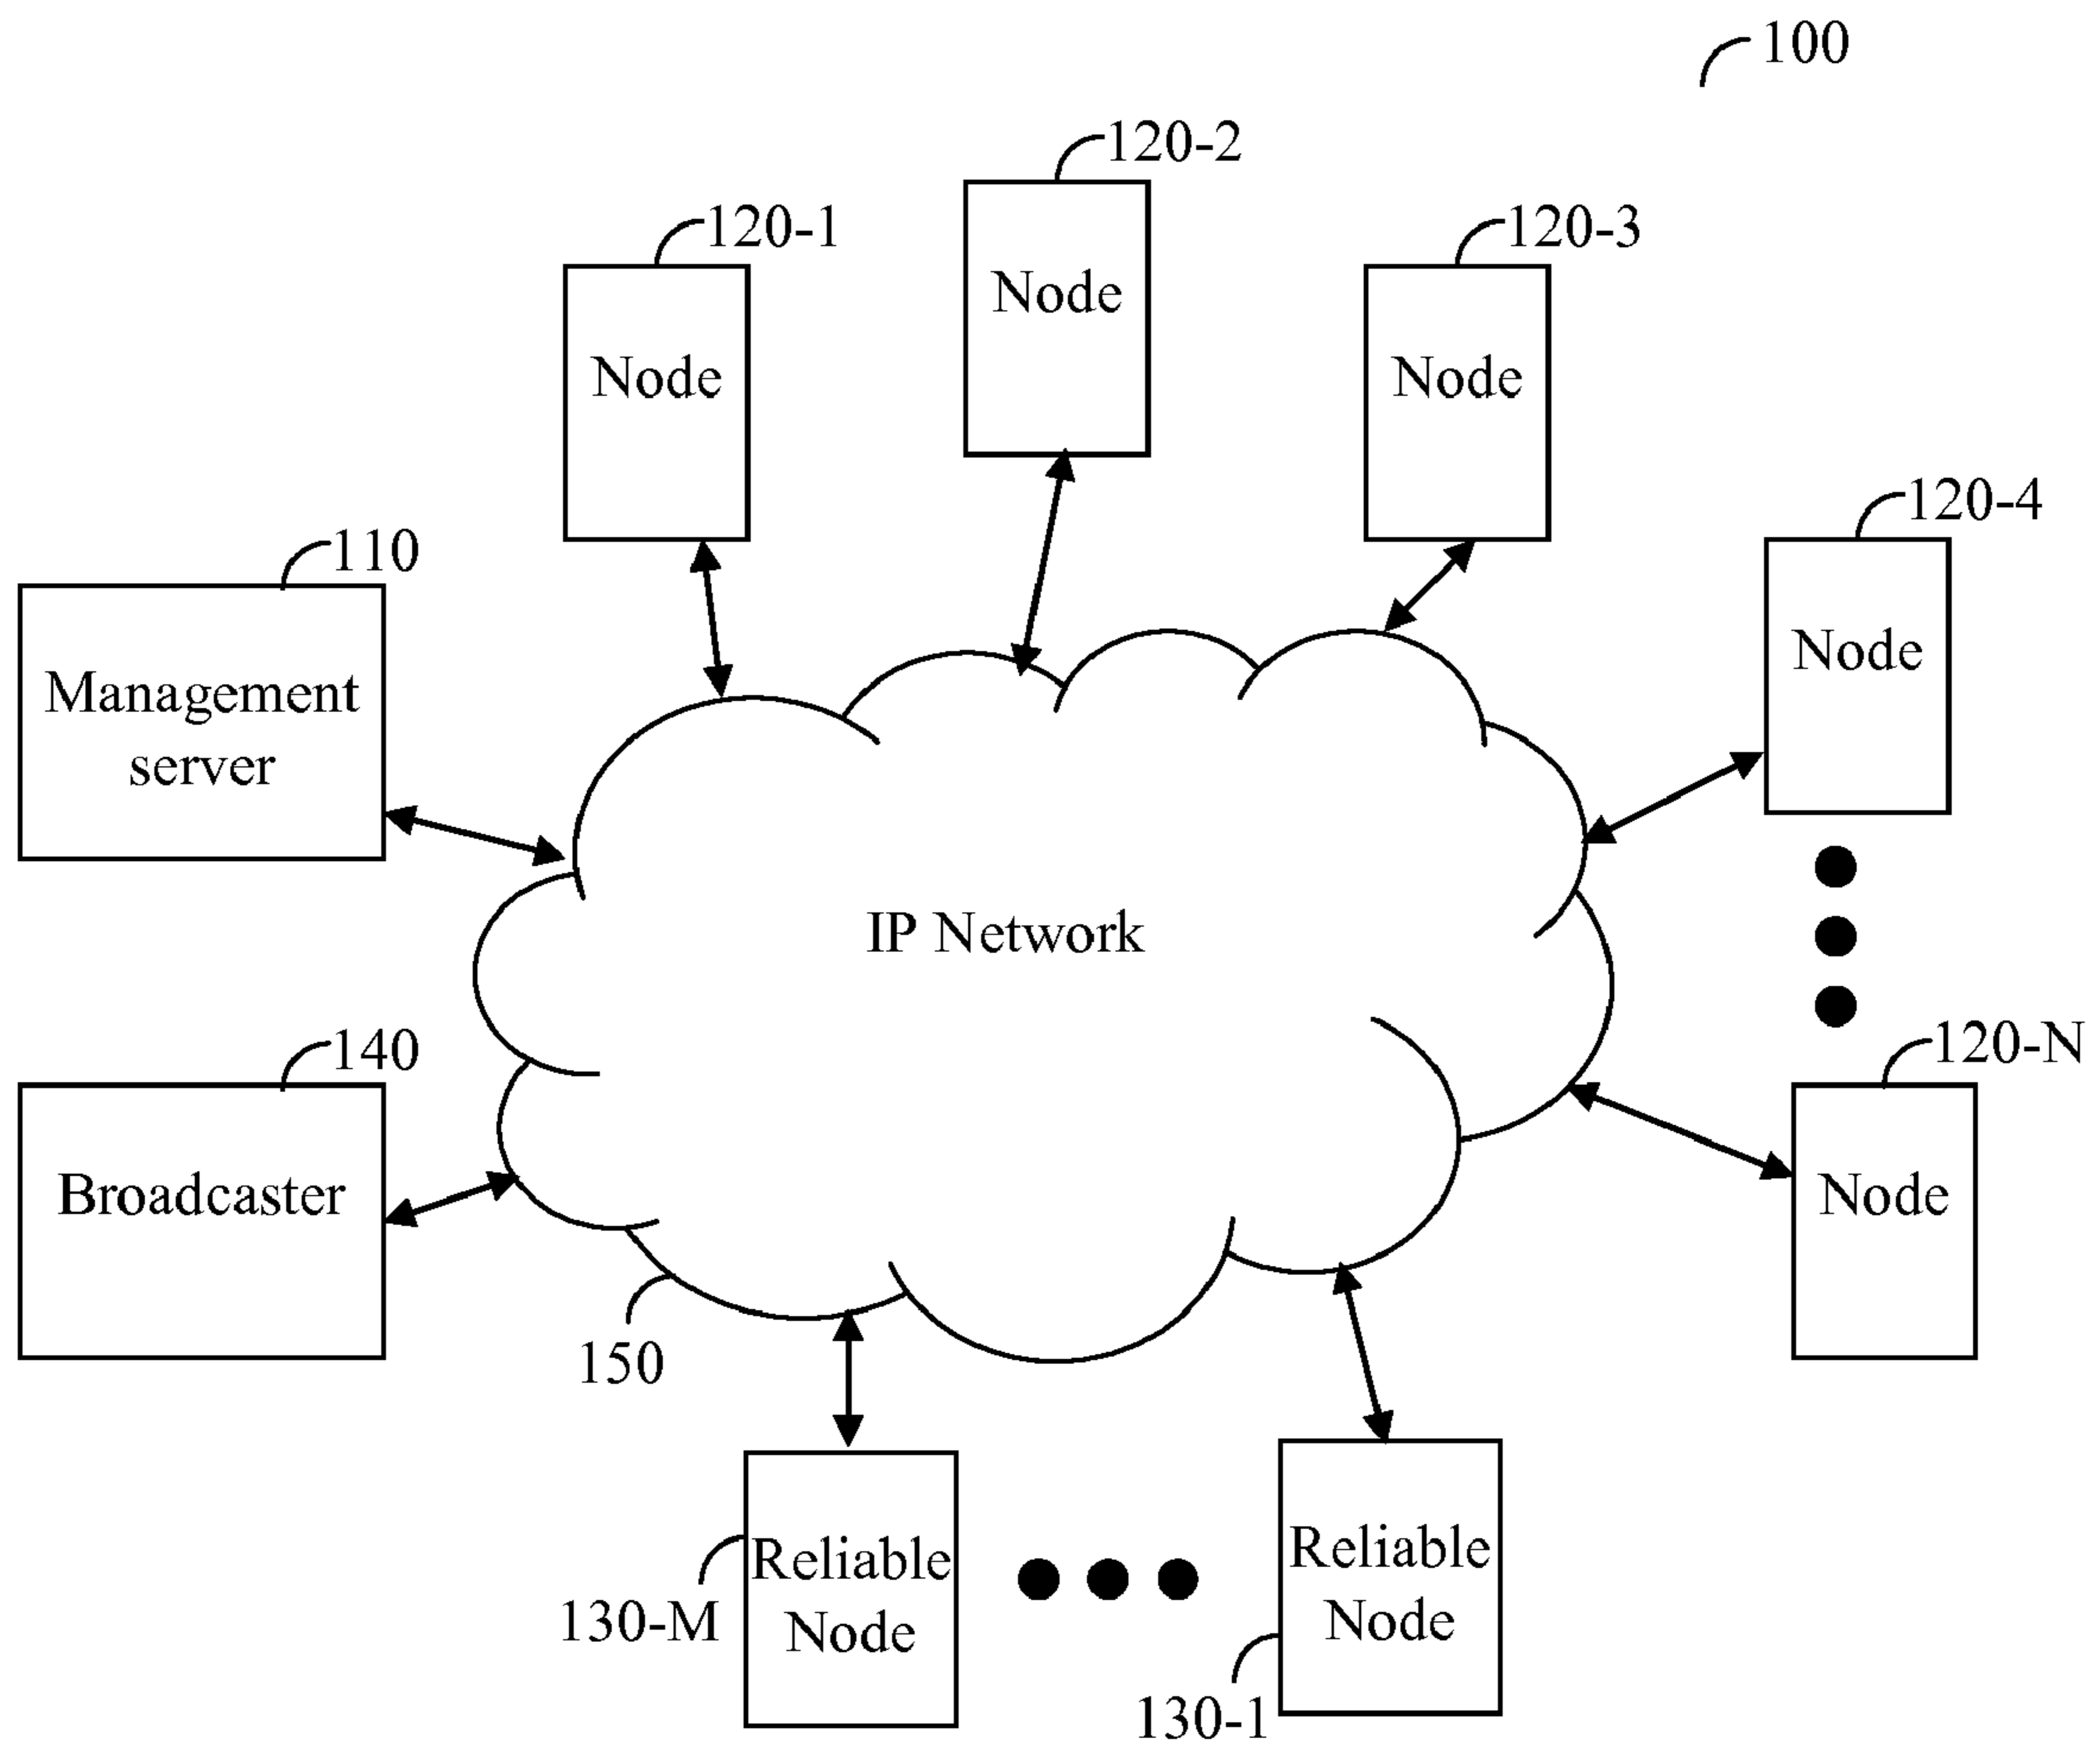 100
120-2
120-1
120-3
Node
Node
Node
120-4
110
Node
Management
server
IP Network
140
120-N
Broadcaster
Node
150
Reliable
Node
130-M
Reliable
Node
130-1